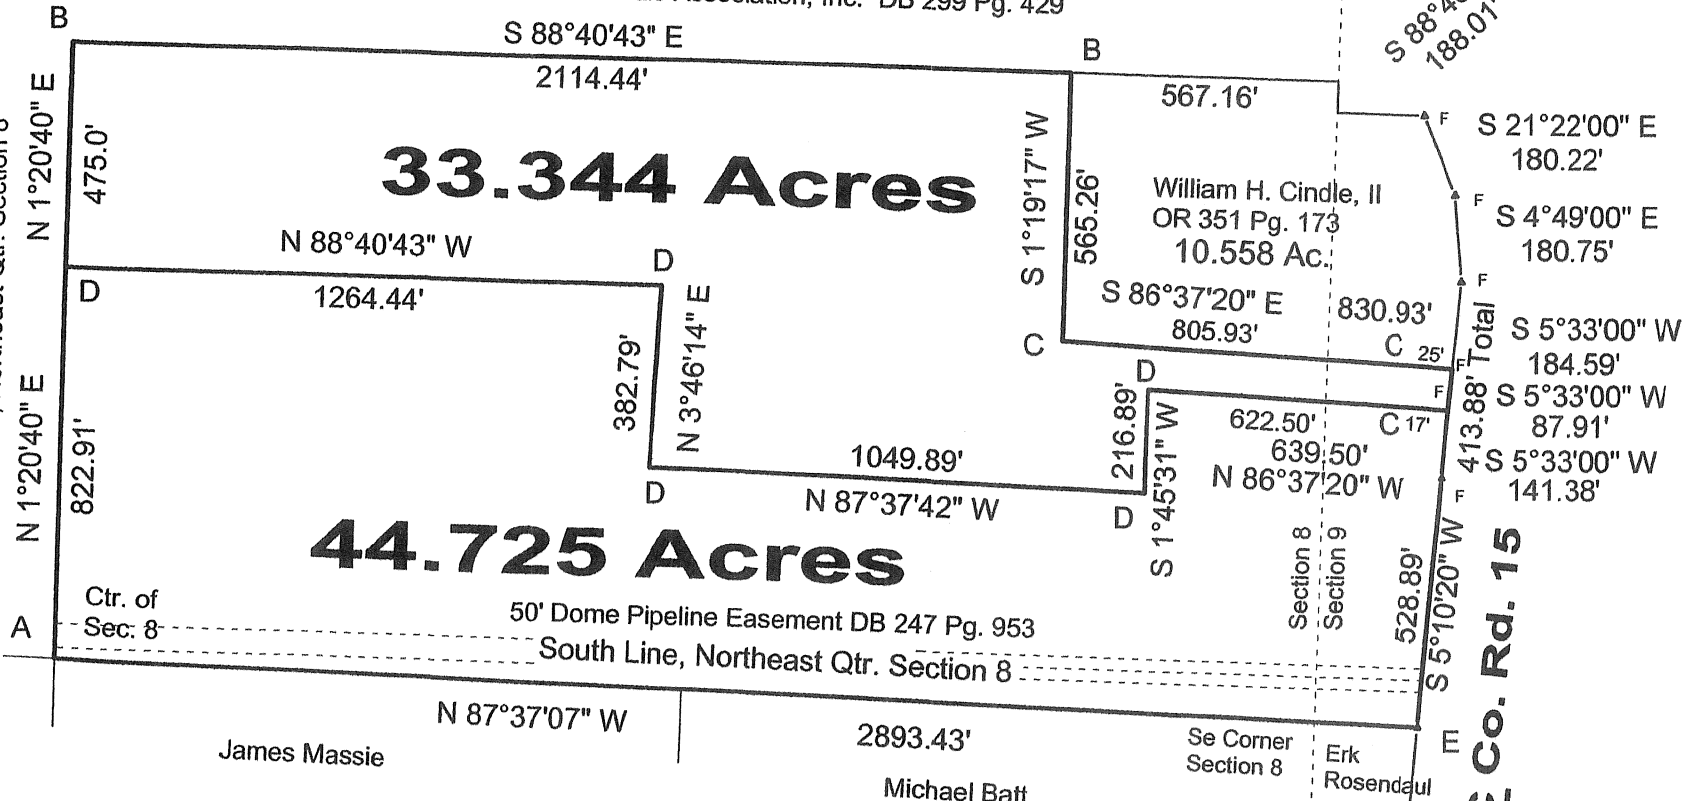 Association, Inc. DB 299 Pg. 429
B
S 88°40'43" E
2114.44'
B
567.16'
188.01'
N 1°20'40" E
475.0'
33.344 Acres
S 1°19'17" W
565.26'
William H. Cindle, II
OR 351 Pg. 173
10.558 Ac.
F
S 21°22'00" E
180.22'
F
S 4°49'00" E
180.75'
F
N 88°40'43" W
D
D
1264.44'
N 3°46'14" E
382.79'
S 86°37'20" E
805.93'
830.93'
C
C 25'
F
S 5°33'00" W
184.59'
413.88' Total
D
F
S 5°33'00" W
87.91'
216.89'
S 1°45'31" W
622.50'
C 17'
639.50'
N 86°37'20" W
S 5°33'00" W
141.38'
F
N 1°20'40" E
822.91'
1049.89'
D
N 87°37'42" W
D
44.725 Acres
Section 8
Section 9
528.89'
S 5°10'20" W
Co. Rd. 15
A
Ctr. of
Sec. 8
50' Dome Pipeline Easement DB 247 Pg. 953
South Line, Northeast Qtr. Section 8
N 87°37'07" W
2893.43'
James Massie
Michael Batt
Se Corner
Section 8
Erk
Rosendaul
E